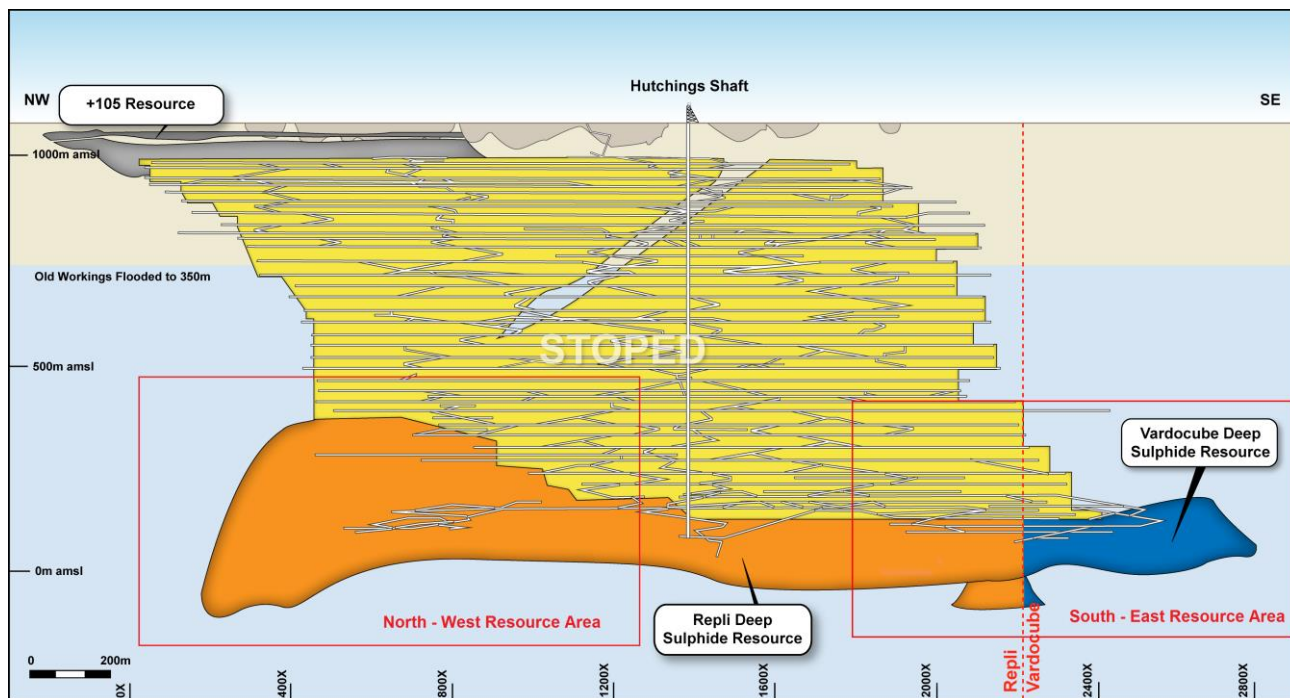 Hutchings Shaft
NW
+105 Resource
SE
1000m amsl
Old Workings Flooded to 350m
STOPED
500m amsl
Vardocube Deep
Sulphide Resource
0m amsl
North - West Resource Area
Repli Deep
Sulphide Resource
South - East Resource Area
Repli
Vardocube
0 200m
0X
400X
800X
1200X
1600X
2000X
2400X
2800X